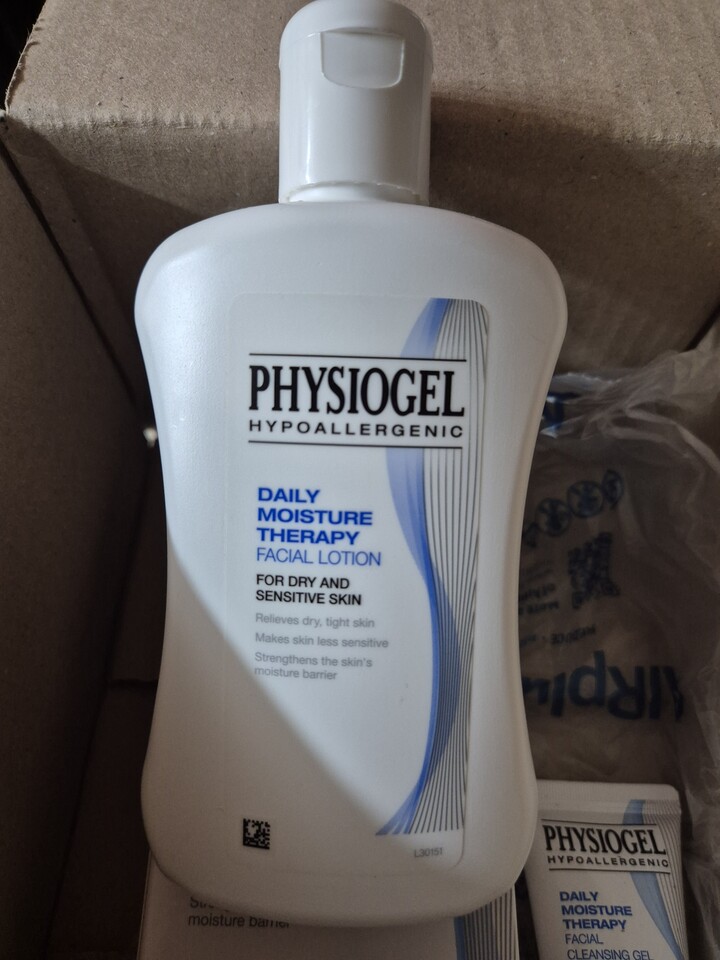 PHYSIOGEL
HYPOALLERGENIC
DAILY
MOISTURE
THERAPY
FACIAL LOTION
FOR DRY AND
SENSITIVE SKIN
Relieves dry, tight skin
Makes skin less sensitive
Strengthens the skin's
moisture barrier
L30151
moisture barrier
PHYSIOGEL
HYPOALLERGENIC
DAILY
MOISTURE
THERAPY
FACIAL
CLEANSING GEL